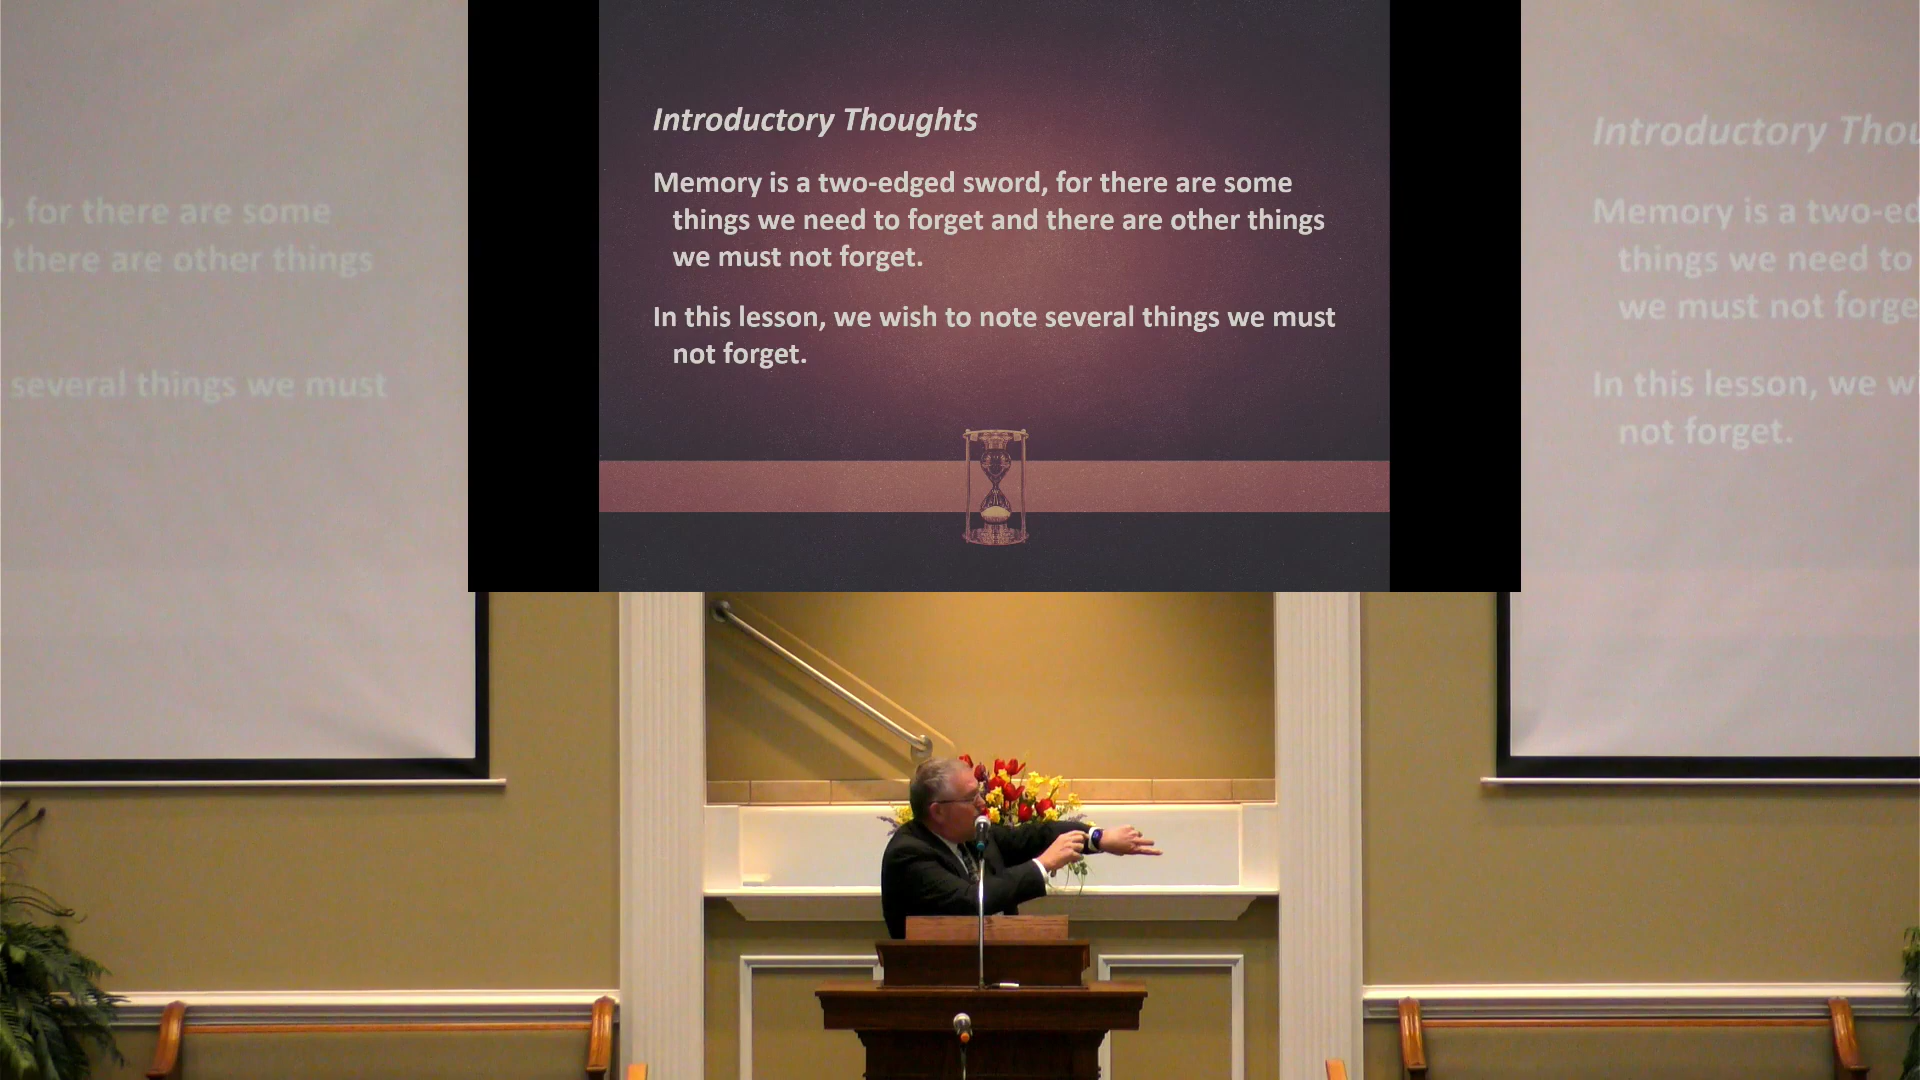 Introductory Thoughts
Memory is a two-edged sword, for there are some
things we need to forget and there are other things
we must not forget.
In this lesson, we wish to note several things we must
not forget.
, for there are some
there are other things
several things we must
Introductory Thou
Memory is a two-ed
things we need to
we must not forge
In this lesson, we w
not forget.